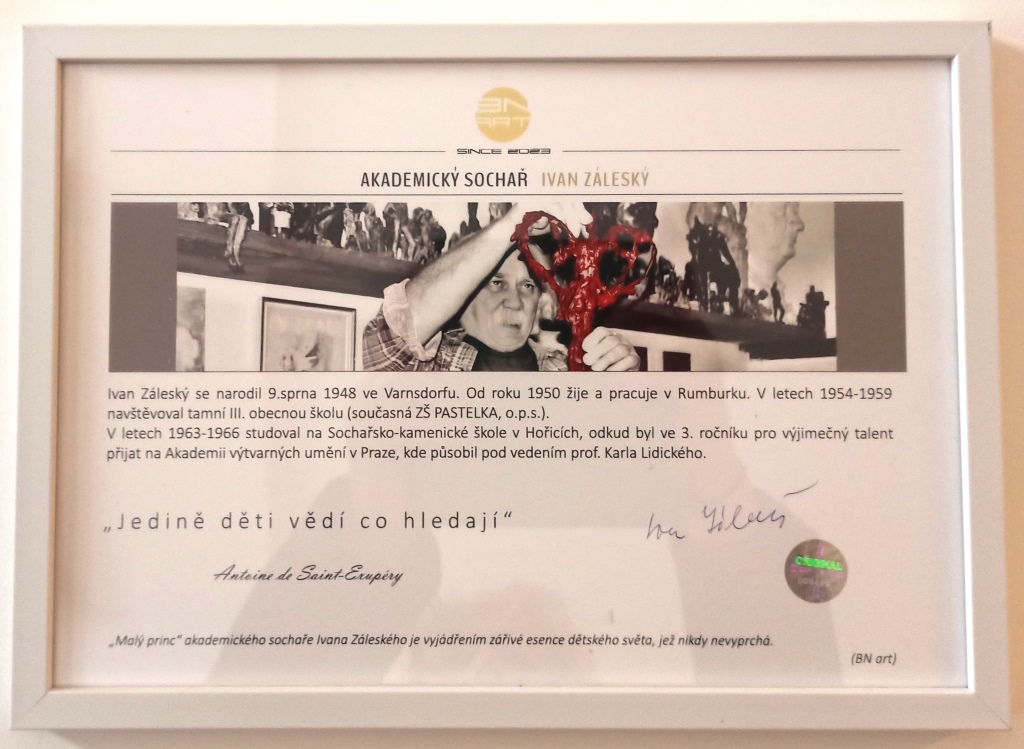 BN
ART
SINCE 2023
AKADEMICKÝ SOCHAŘ IVAN ZÁLESKÝ
Ivan Záleský se narodil 9.sprna 1948 ve Varnsdorfu. Od roku 1950 žije a pracuje v Rumburku. V letech 1954-1959
navštěvoval tamní III. obecnou školu (současná ZŠ PASTELKA, o.p.s.).
V letech 1963-1966 studoval na Sochařsko-kamenické škole v Hořicích, odkud byl ve 3. ročníku pro výjimečný talent
přijat na Akademii výtvarných umění v Praze, kde působil pod vedením prof. Karla Lidického.
„Jedině děti vědí co hledají“
Antoine de Saint-Exupéry
ORIGINAL
„Malý princ“ akademického sochaře Ivana Záleského je vyjádřením zářivé esence dětského světa, jež nikdy nevyprchá.
(BN art)